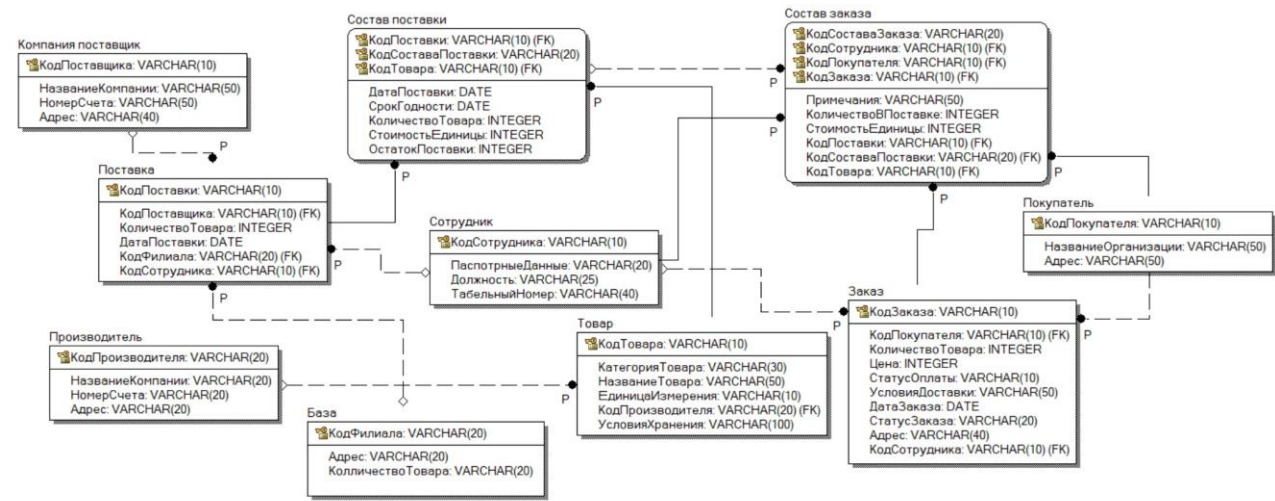 Компания поставщик
КодПоставщика: VARCHAR(10)
НазваниеКомпании: VARCHAR(50)
НомерСчета: VARCHAR(50)
Адрес: VARCHAR(40)
P
Состав поставки
КодПоставки: VARCHAR(10) (FK)
КодСоставаПоставки: VARCHAR(20)
КодТовара: VARCHAR(10) (FK)
ДатаПоставки: DATE
СрокГодности: DATE
КоличествоТовара: INTEGER
СтоимостьЕдиницы: INTEGER
ОстатокПоставки: INTEGER
P
P
Состав заказа
КодСоставаЗаказа: VARCHAR(20)
КодСотрудника: VARCHAR(10) (FK)
КодПокупателя: VARCHAR(10) (FK)
КодЗаказа: VARCHAR(10) (FK)
Примечания: VARCHAR(50)
КоличествоВПоставке: INTEGER
СтоимостьЕдиницы: INTEGER
КодПоставки: VARCHAR(10) (FK)
КодСоставаПоставки: VARCHAR(20) (FK)
КодТовара: VARCHAR(10) (FK)
P
P
P
P
Поставка
КодПоставки: VARCHAR(10)
КодПоставщика: VARCHAR(10) (FK)
КоличествоТовара: INTEGER
ДатаПоставки: DATE
КодФилиала: VARCHAR(20) (FK)
КодСотрудника: VARCHAR(10) (FK)
P
P
Сотрудник
КодСотрудника: VARCHAR(10)
ПаспотрныеДанные: VARCHAR(20)
Должность: VARCHAR(25)
ТабельныйНомер: VARCHAR(40)
Покупатель
КодПокупателя: VARCHAR(10)
НазваниеОрганизации: VARCHAR(50)
Адрес: VARCHAR(50)
Производитель
КодПроизводителя: VARCHAR(20)
НазваниеКомпании: VARCHAR(20)
НомерСчета: VARCHAR(20)
Адрес: VARCHAR(20)
База
КодФилиала: VARCHAR(20)
Адрес: VARCHAR(20)
КолличествоТовара: VARCHAR(20)
Товар
КодТовара: VARCHAR(10)
КатегорияТовара: VARCHAR(30)
НазваниеТовара: VARCHAR(50)
ЕдиницаИзмерения: VARCHAR(10)
КодПроизводителя: VARCHAR(20) (FK)
УсловияХранения: VARCHAR(100)
P
Заказ
КодЗаказа: VARCHAR(10)
КодПокупателя: VARCHAR(10) (FK)
КоличествоТовара: INTEGER
Цена: INTEGER
СтатусОплаты: VARCHAR(10)
УсловияДоставки: VARCHAR(50)
ДатаЗаказа: DATE
СтатусЗаказа: VARCHAR(20)
Адрес: VARCHAR(40)
КодСотрудника: VARCHAR(10) (FK)
P
P